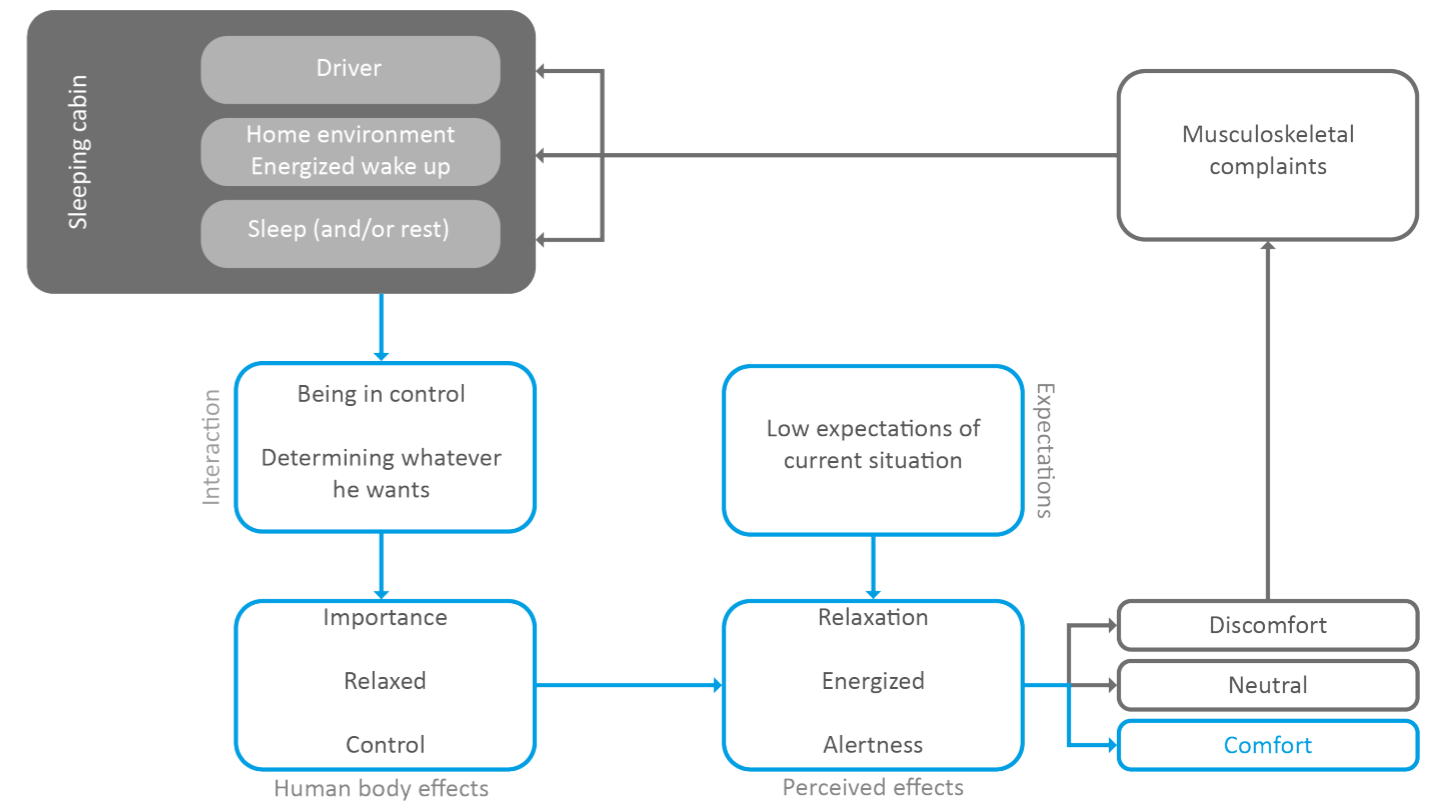 Sleeping cabin
Driver
Home environment
Energized wake up
Sleep (and/or rest)
Musculoskeletal
complaints
Interaction
Being in control
Determining whatever
he wants
Low expectations of
current situation
Expectations
Importance
Relaxed
Control
Human body effects
Relaxation
Energized
Alertness
Perceived effects
Discomfort
Neutral
Comfort